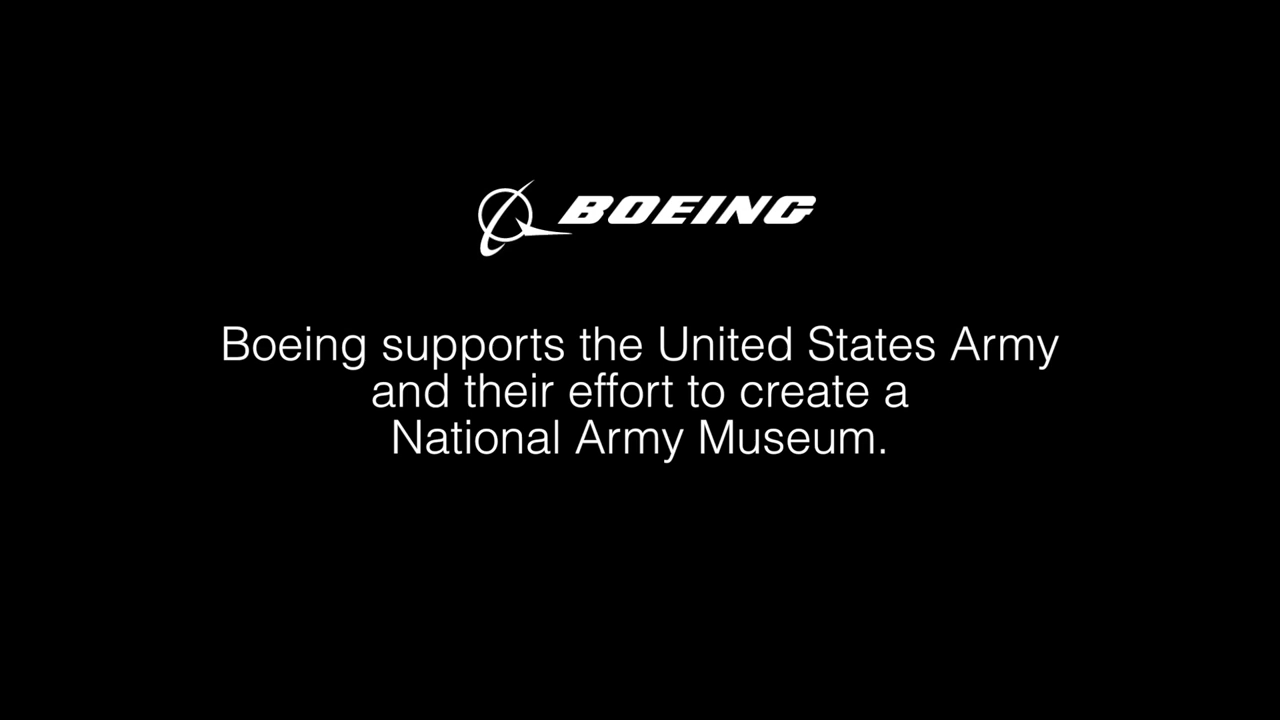 BOEING
Boeing supports the United States Army
and their effort to create a
National Army Museum.